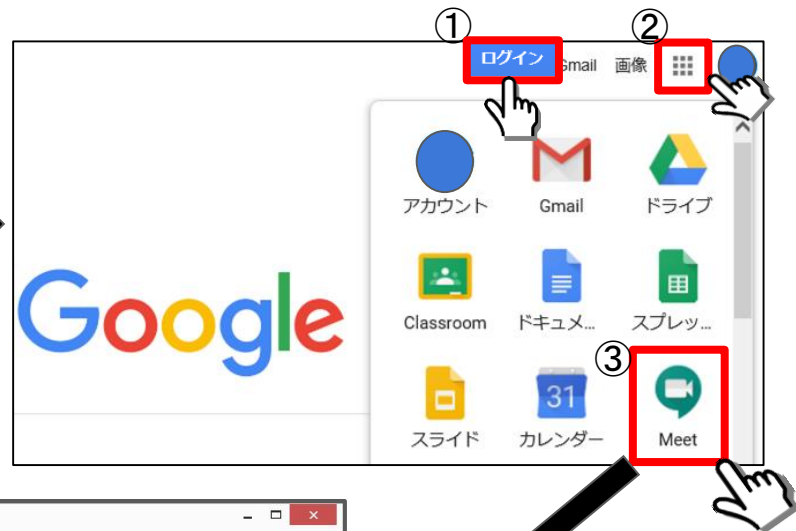 ① ②
ログイン Gmail 画像
アカウント Gmail ドライブ
Google
Classroom ドキュメ... スプレッ...
③
31
スライド カレンダー Meet